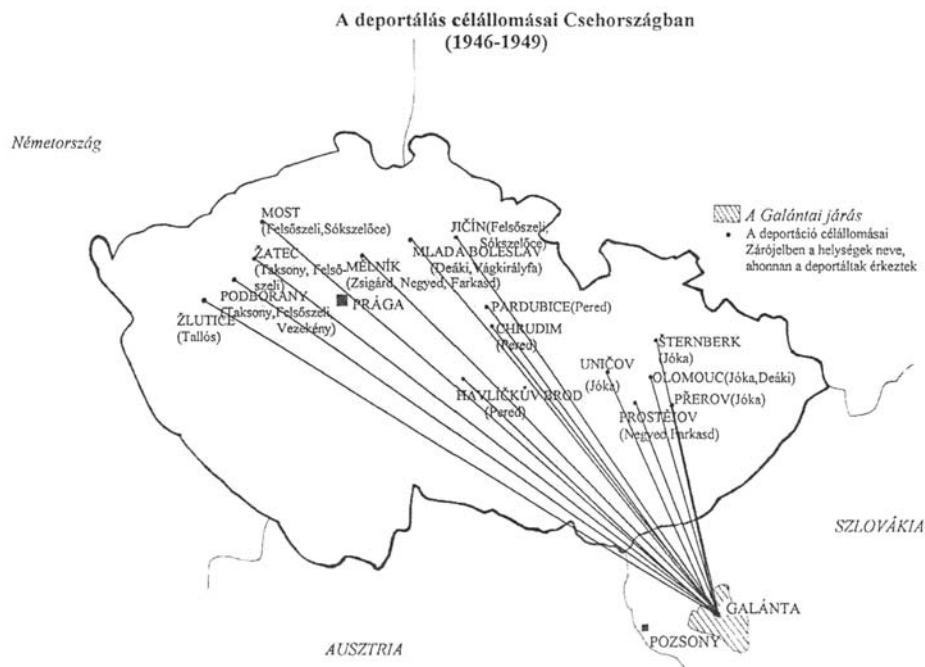 A deportálás célállomásai Csehországban
(1946-1949)
Németország
MOST
(Felsőszeli,Sókszelőce)
ŽATEC
(Taksony, Felső-
szeli)
PODBORANY
(Taksony,Felsőszeli,
Vezekény)
ŽLUTICE
(Tallós)
MĚLNÍK
(Zsigárd, Negyed, Farkasd)
PRÁGA
JIČÍN(Felsőszeli,
Sókszelőce)
MLADA BOLESLAV
(Deáki,Vágkirályfa)
PARDUBICE(Pered)
CHRUDIM
(Pered)
HAVLÍČKŮV BROD
(Pered)
UNIČOV
(Jóka)
ŠTERNBERK
(Jóka)
OLOMOUC(Jóka,Deáki)
PŘEROV(Jóka)
PROSTĚJOV
(Negyed,Farkasd)
A Galántai járás
A deportáció célállomásai
Zárójelben a helységek neve,
ahonnan a deportáltak érkeztek
SZLOVÁKIA
GALÁNTA
POZSONY
AUSZTRIA